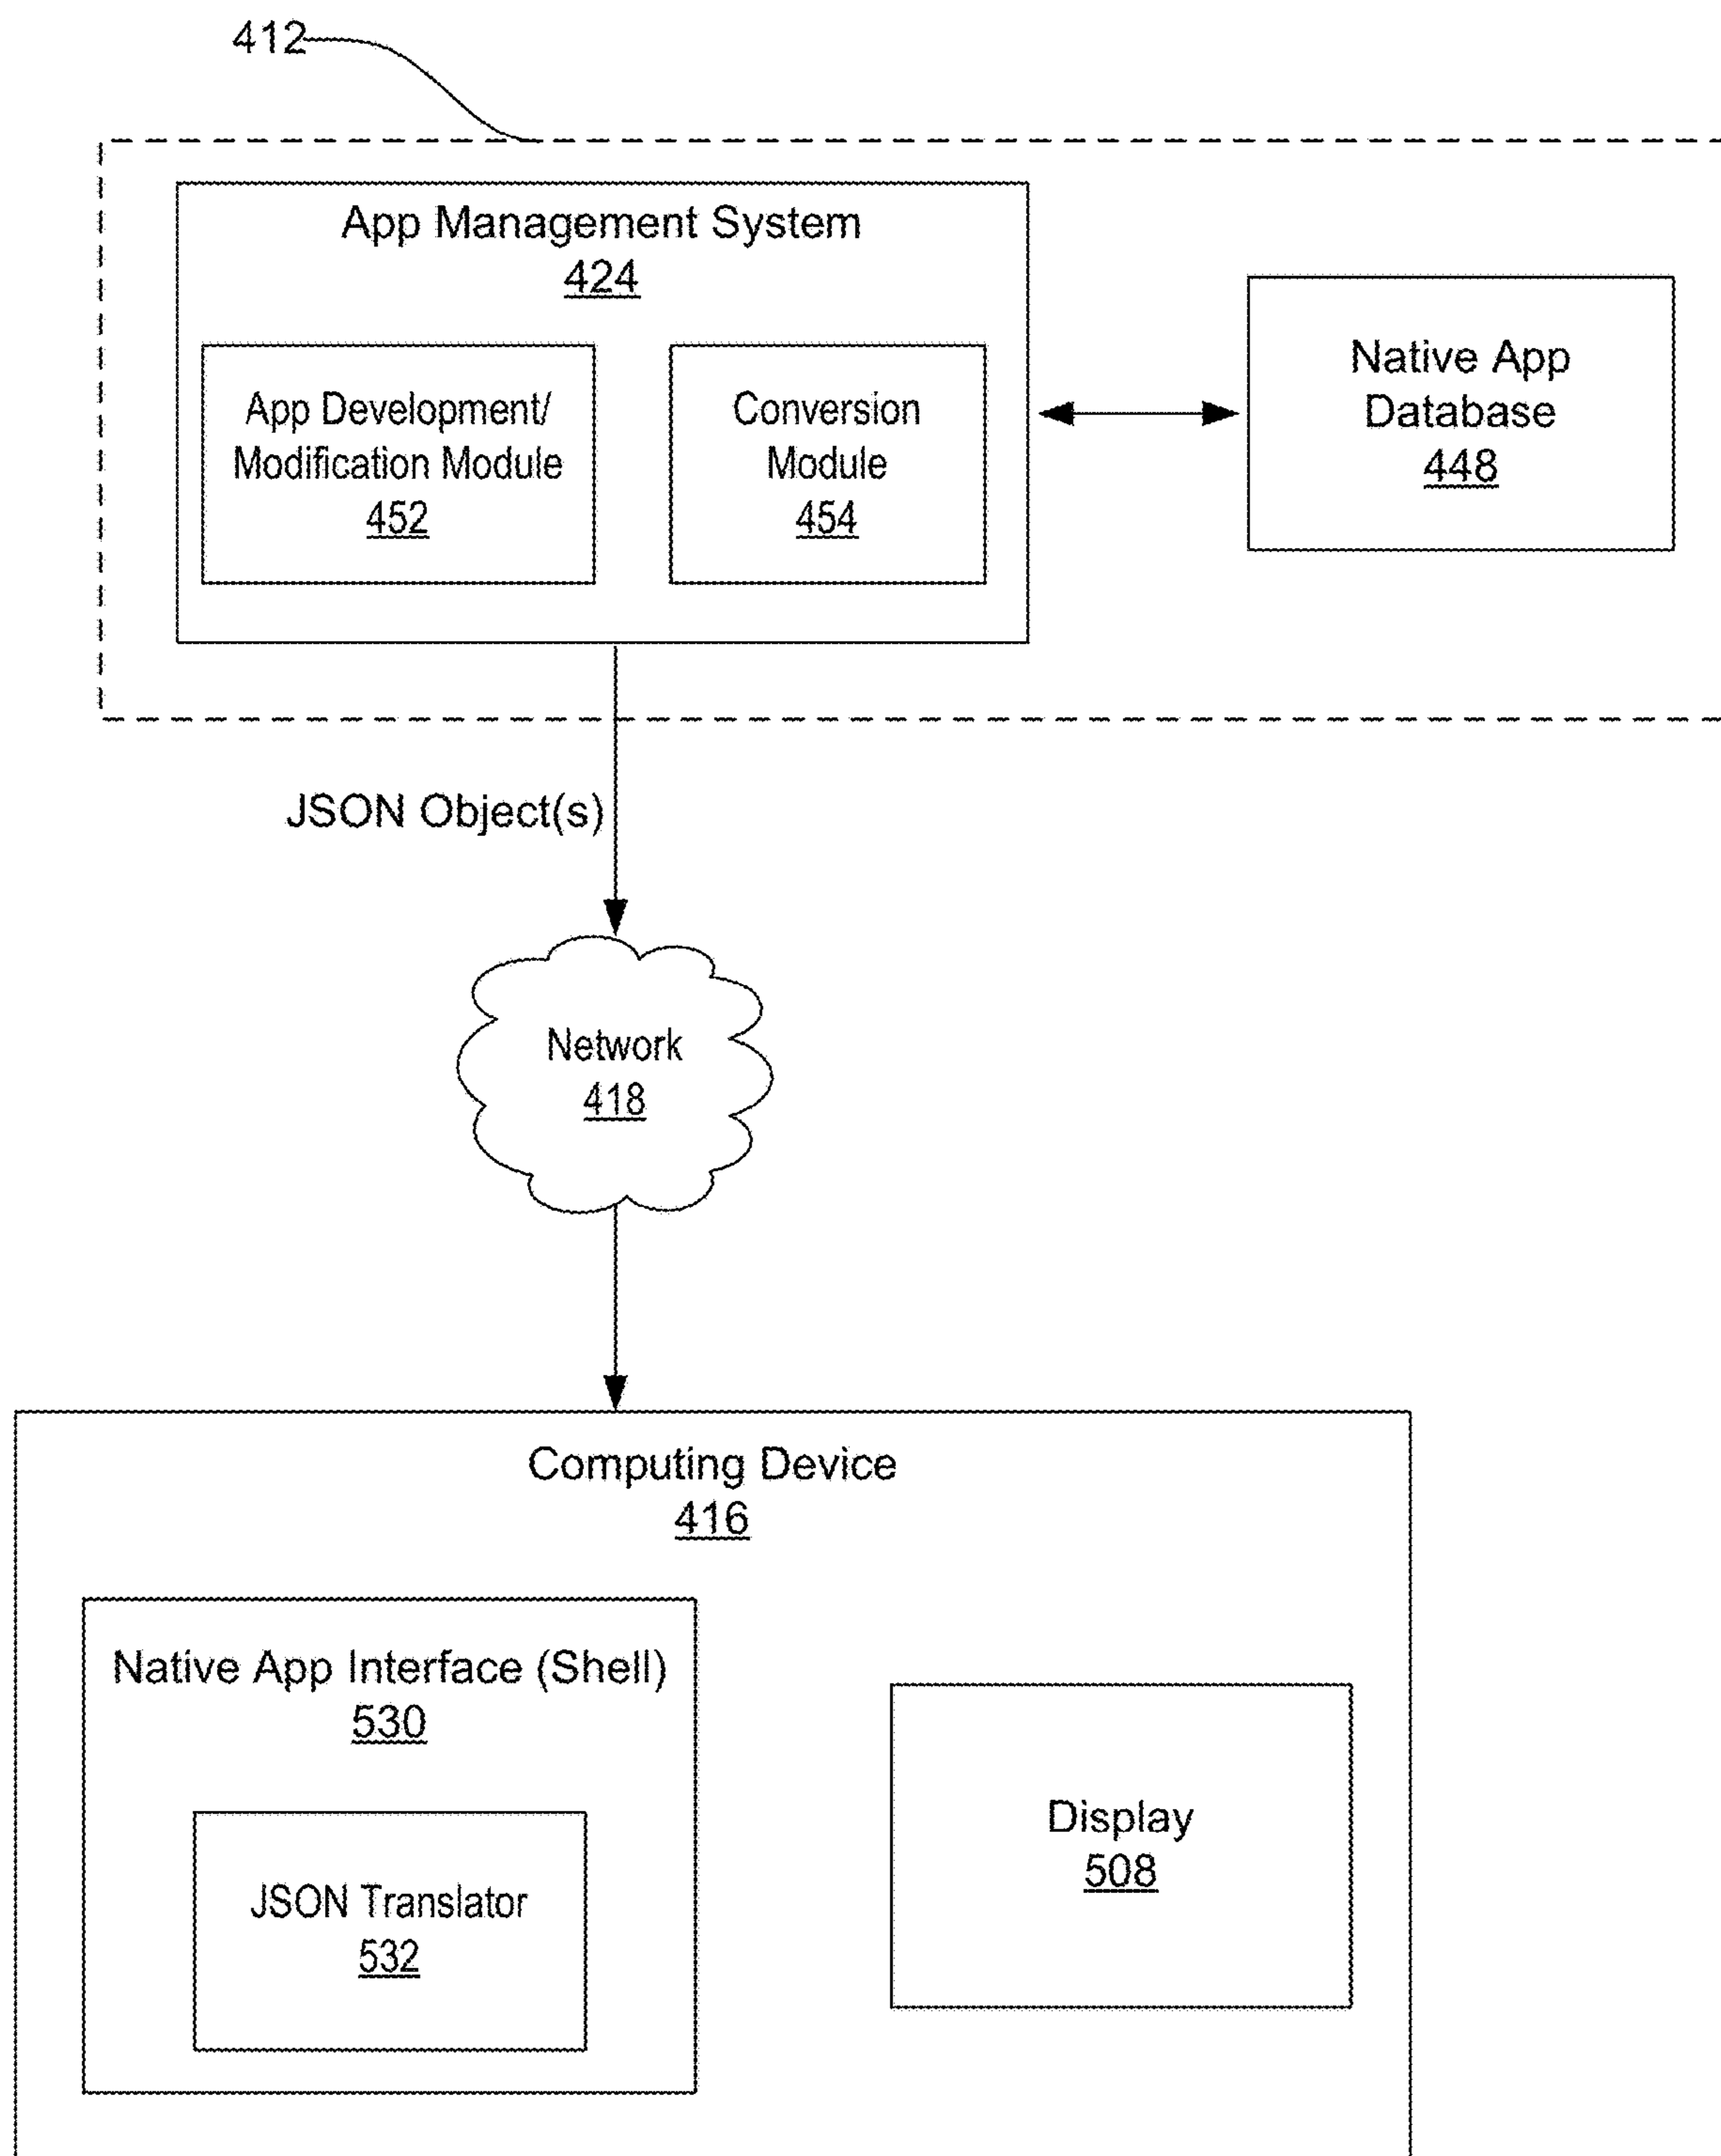 412
App Management System
424
App Development/
Modification Module
452
Conversion
Module
454
Native App
Database
448
JSON Object(s)
Network
418
Computing Device
416
Native App Interface (Shell)
530
JSON Translator
532
Display
508